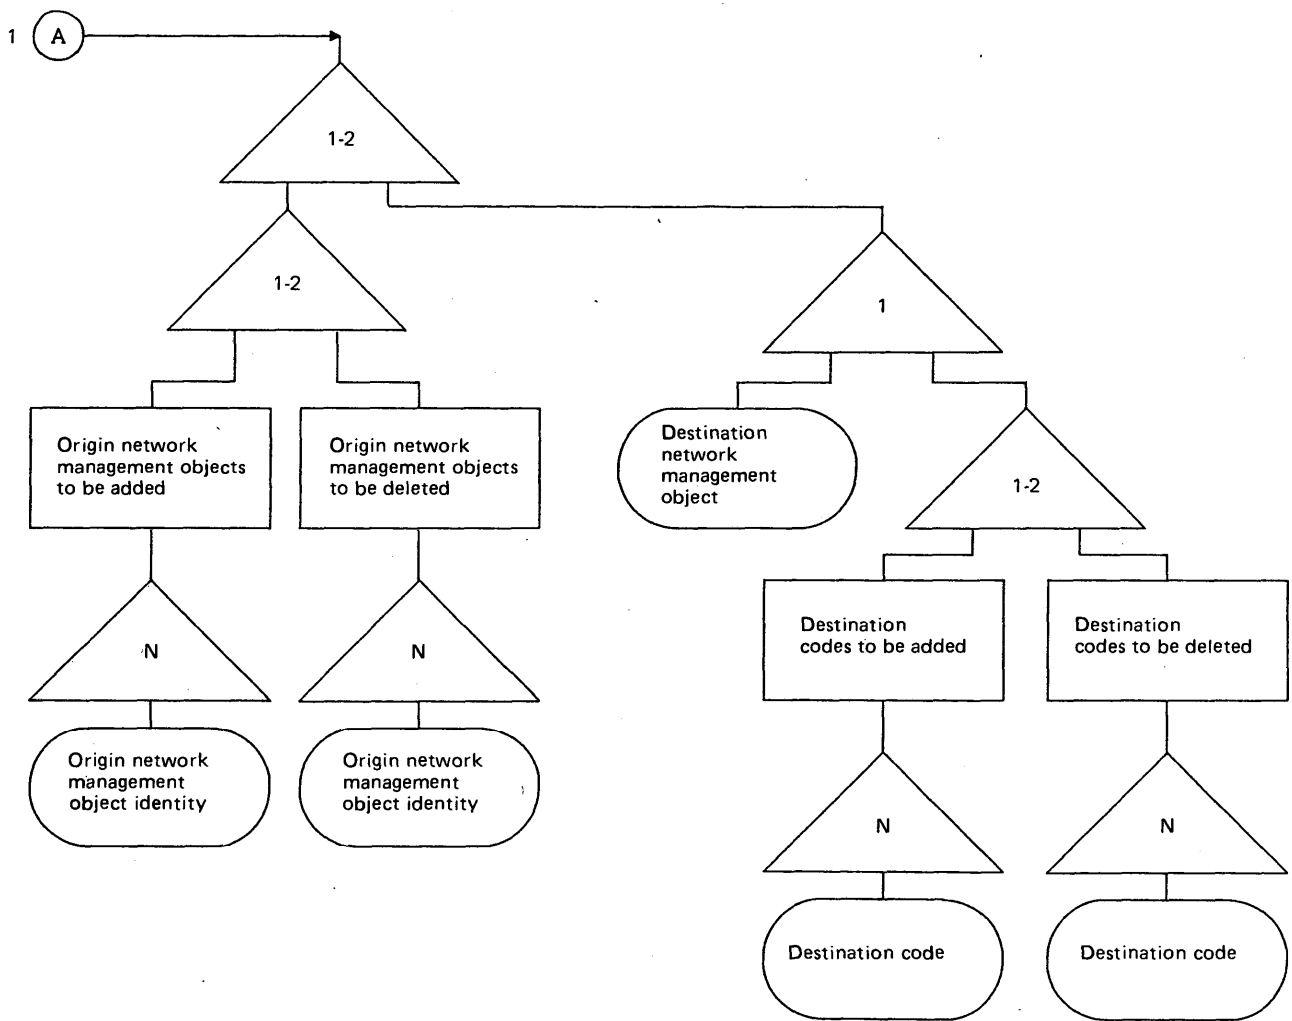 1 A
1-2
1-2
1
Origin network
management objects
to be added
Origin network
management objects
to be deleted
Destination
network
management
object
1-2
Destination
codes to be added
Destination
codes to be deleted
N
N
Origin network
management
object identity
Origin network
management
object identity
N
N
Destination code
Destination code